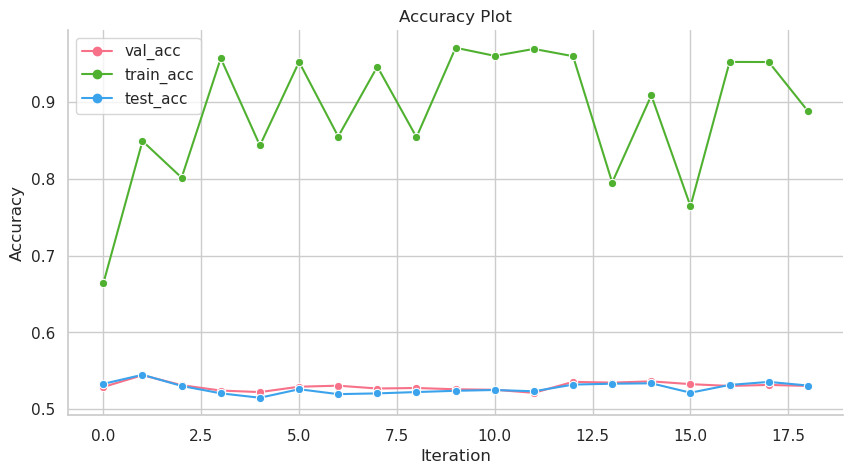 Accuracy Plot
val_acc
train_acc
test_acc
0.9
0.8
0.7
0.6
0.5
Accuracy
0.0 2.5 5.0 7.5 10.0 12.5 15.0 17.5
Iteration